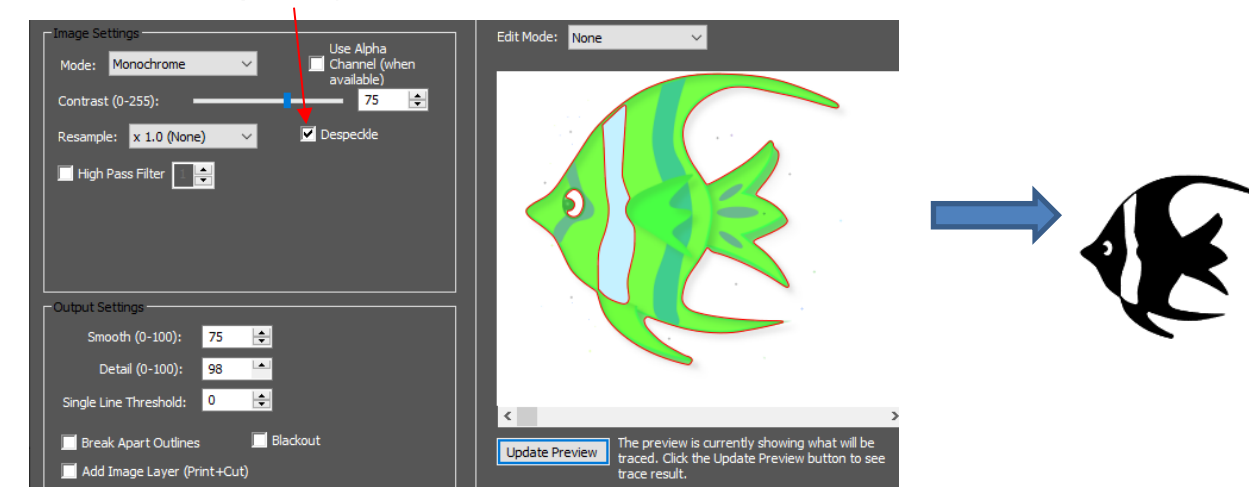 Image Settings
Mode: Monochrome
Use Alpha
Channel (when
available)
Contrast (0-255): 75
Resample: x 1.0 (None)
Despeckle
High Pass Filter 1
Output Settings
Smooth (0-100): 75
Detail (0-100): 98
Single Line Threshold: 0
Break Apart Outlines
Blackout
Add Image Layer (Print+Cut)
Edit Mode: None
Update Preview
The preview is currently showing what will be
traced. Click the Update Preview button to see
trace result.